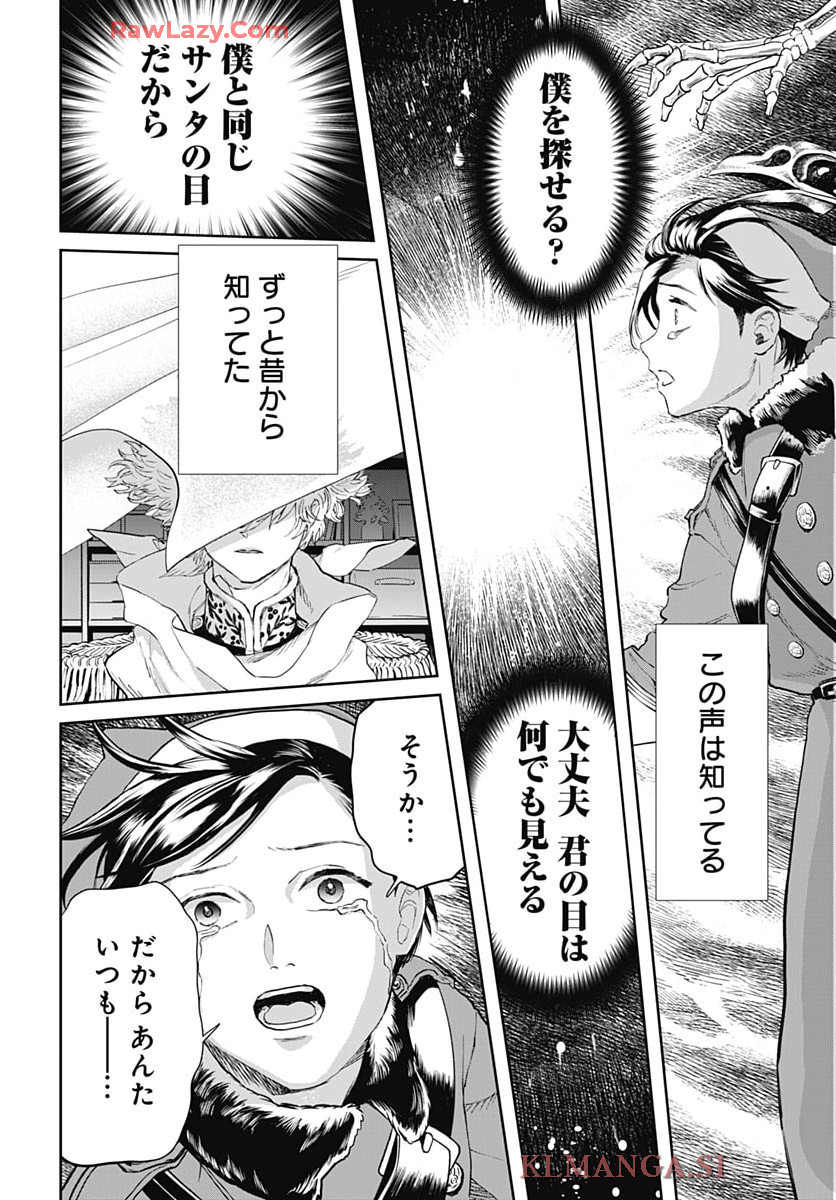 僕を探せる?
この声は知ってる
大丈夫 君の目は
何でも見える
RawLazy.Com
僕と同じ
サンタの目
だから
ずっと昔から
知ってた
そうか…
だから あんた
いつも――…
KLMANGA.SI